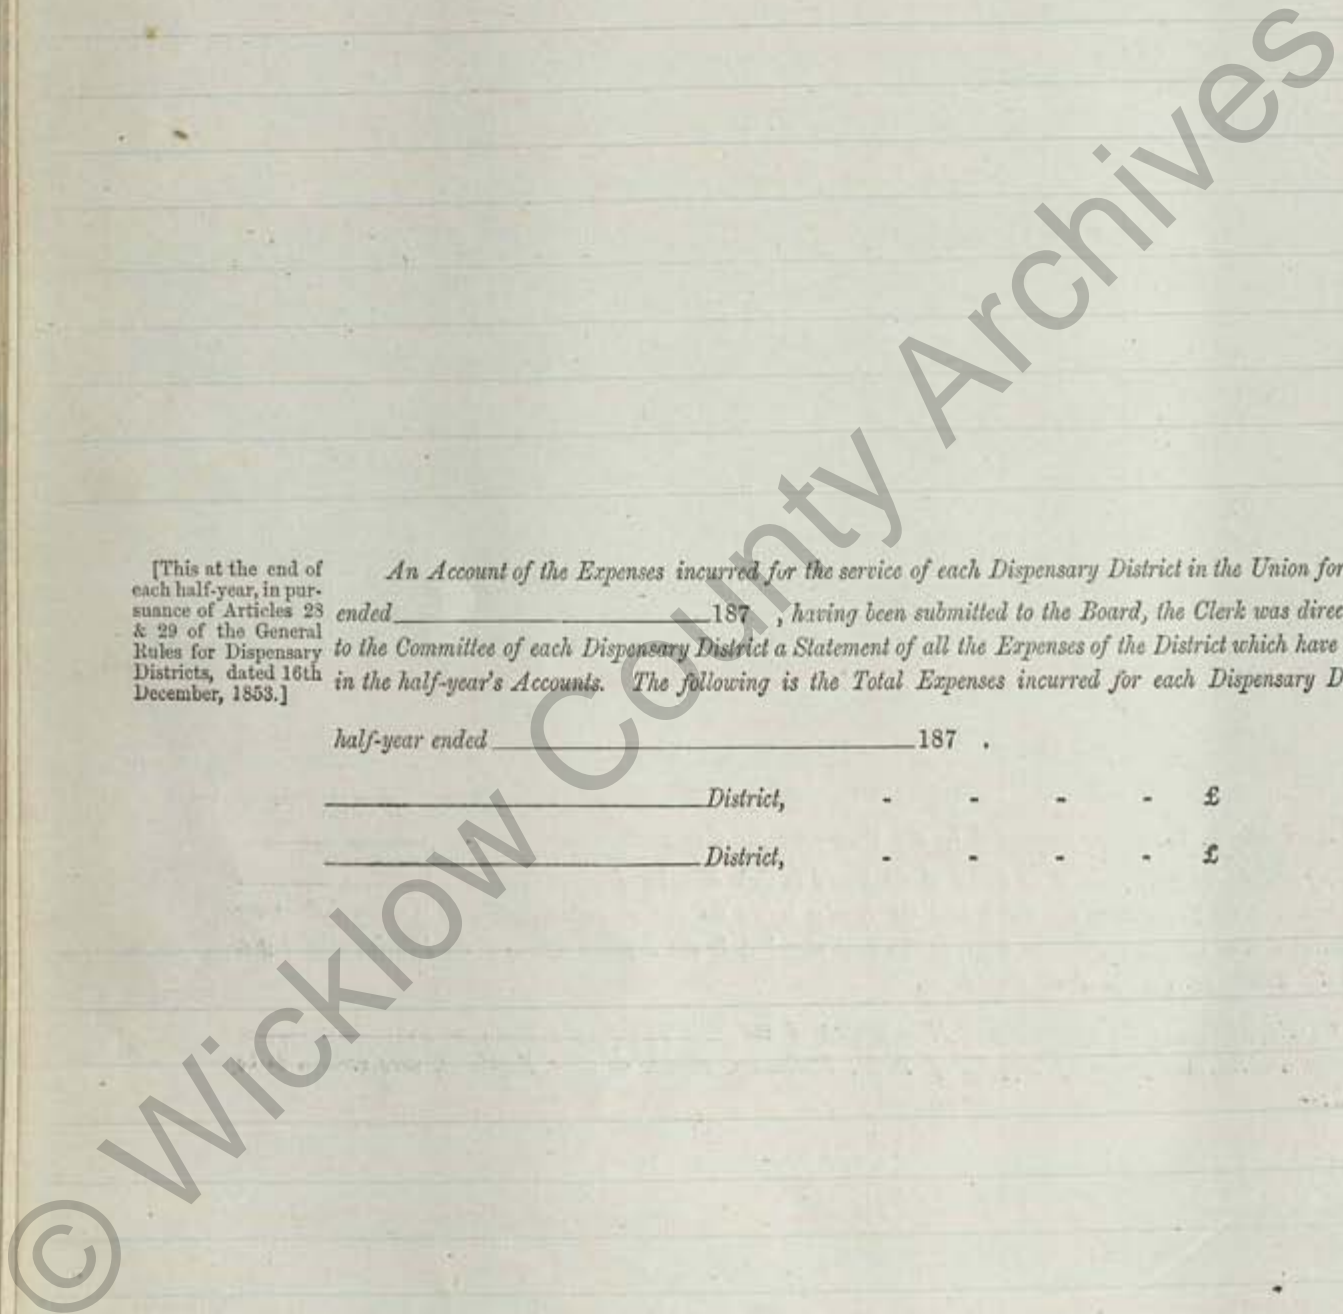 [This at the end of
each half-year, in pur-
suance of Articles 28
& 29 of the General
Rules for Dispensary
Districts, dated 16th
December, 1853.]
An Account of the Expenses incurred for the service of each Dispensary District in the Union for
ended 187 , having been submitted to the Board, the Clerk was direc
to the Committee of each Dispensary District a Statement of all the Expenses of the District which have
in the half-year's Accounts. The following is the Total Expenses incurred for each Dispensary D
half-year ended 187 .
District, - - - - £
District, - - - - £
© Wicklow County Archives